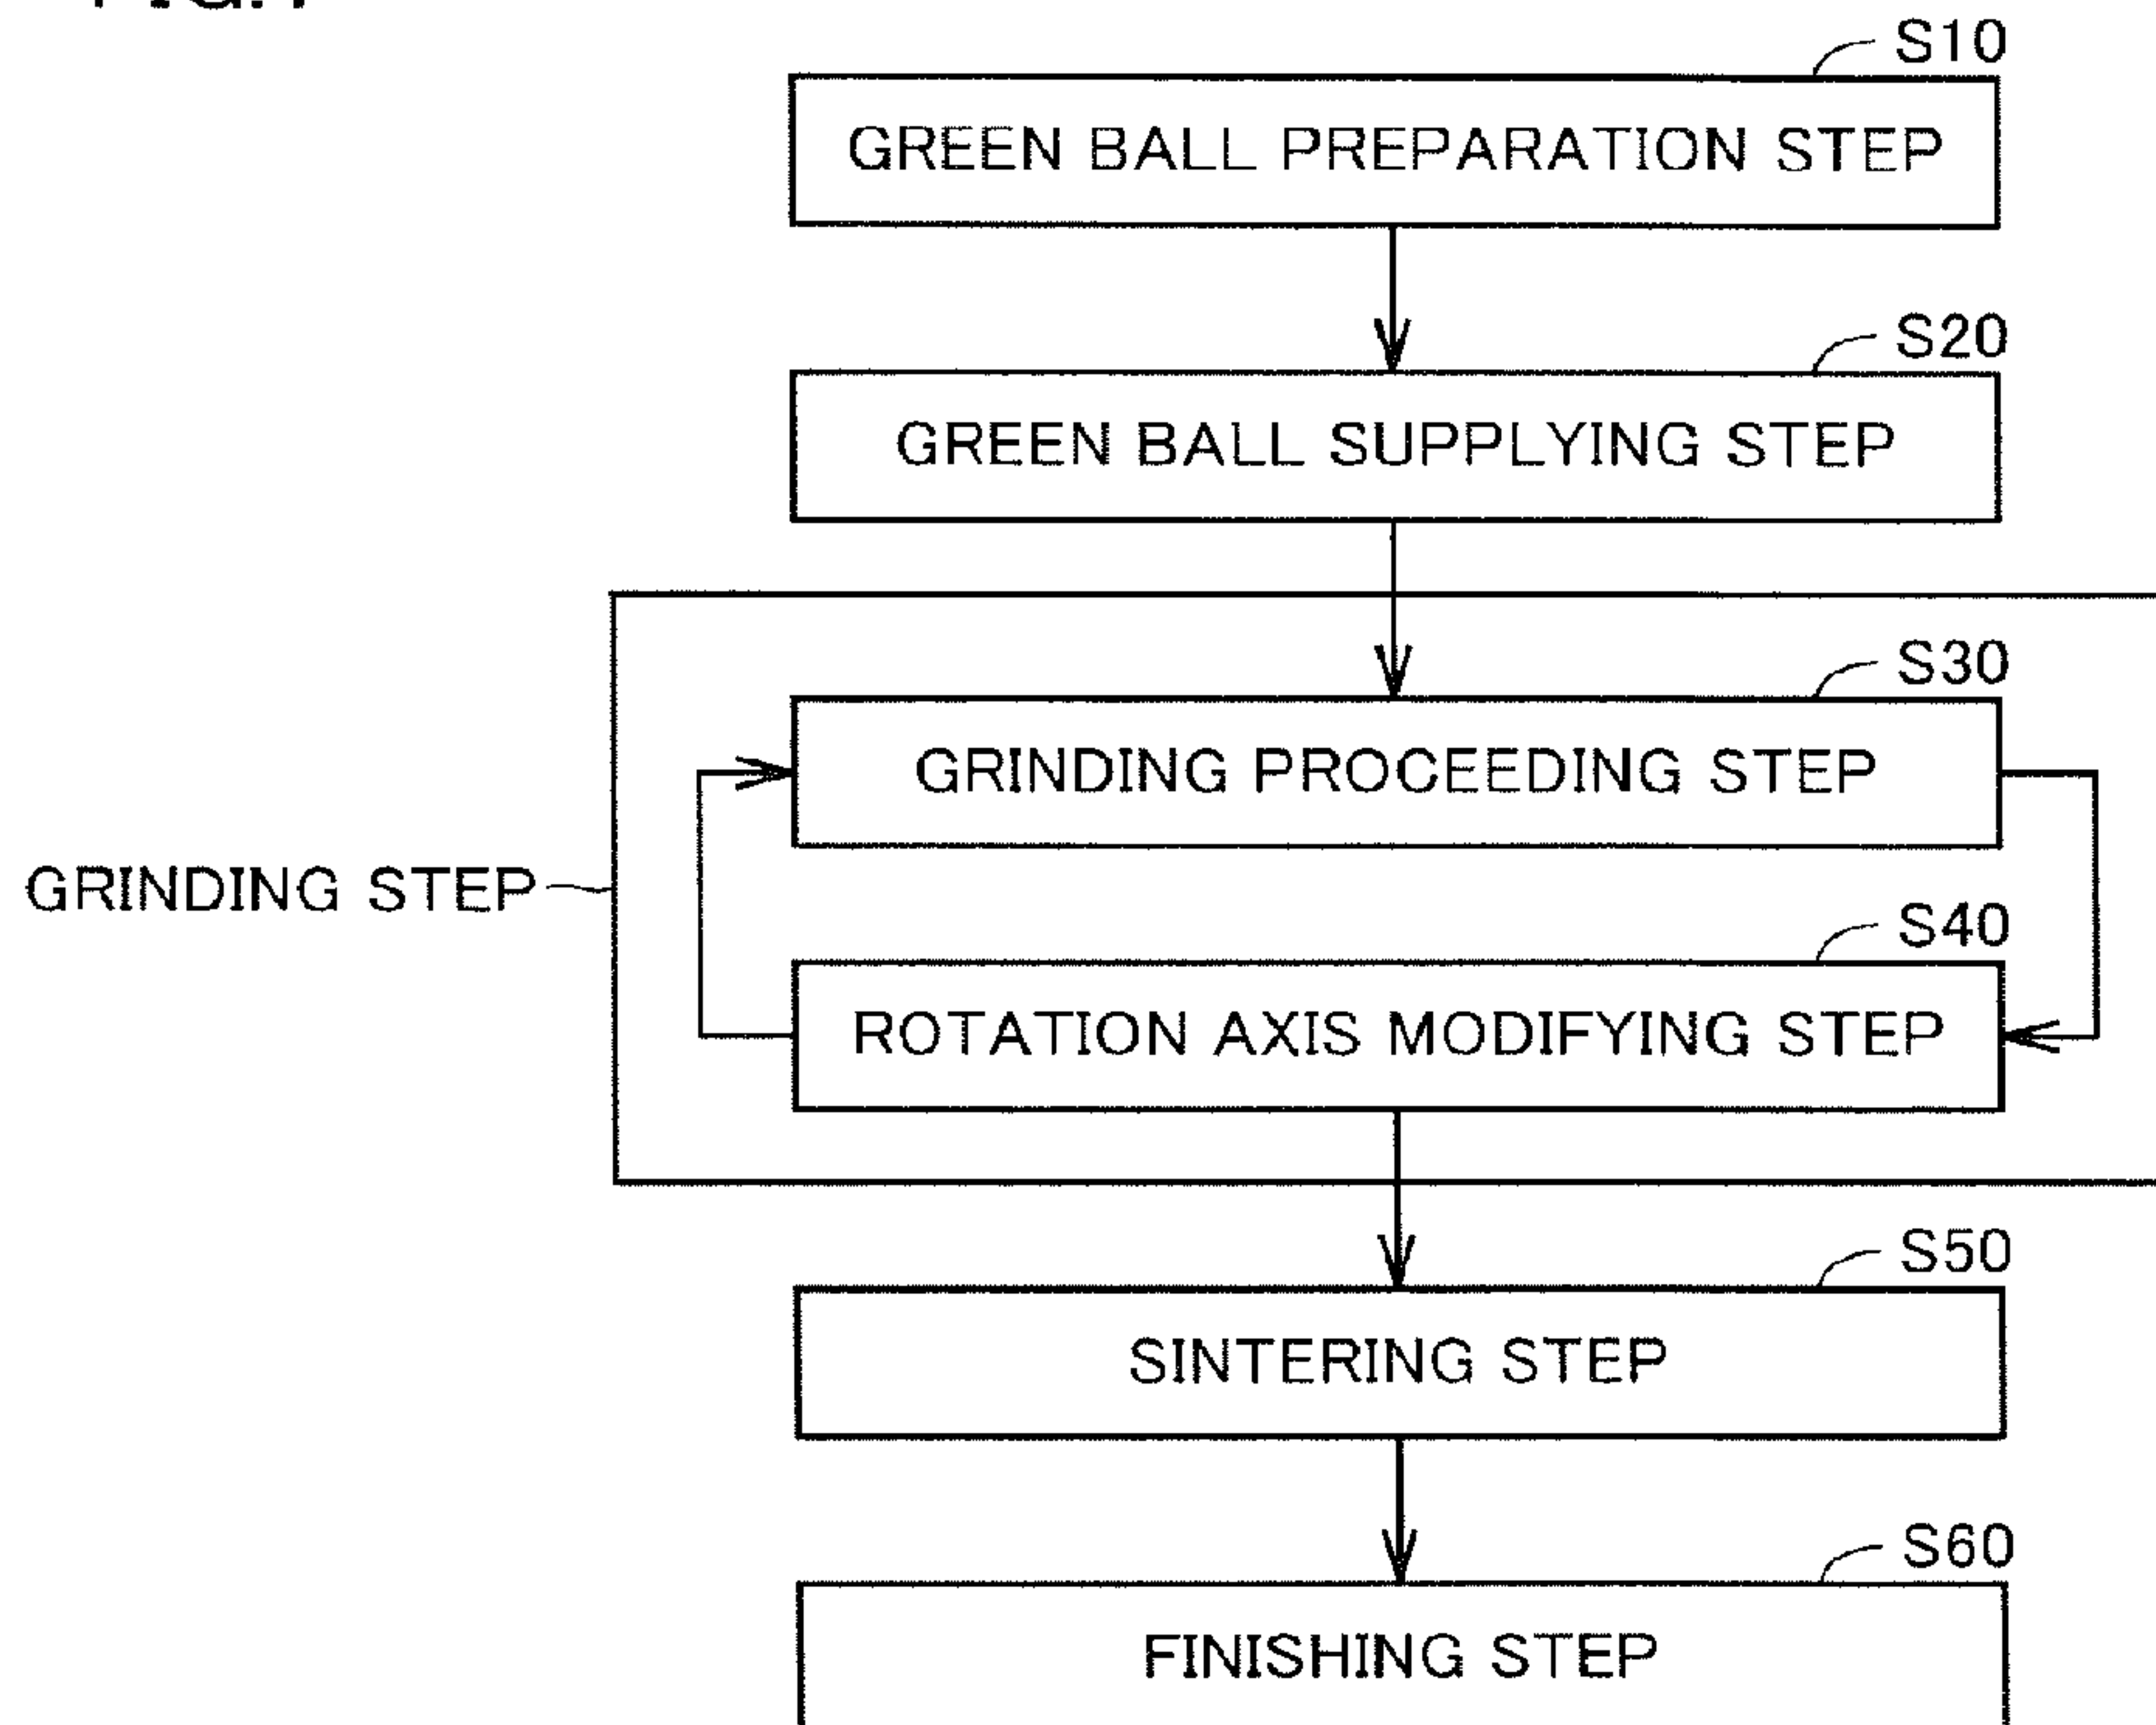 S10
GREEN BALL PREPARATION STEP
S20
GREEN BALL SUPPLYING STEP
S30
GRINDING PROCEEDING STEP
GRINDING STEP
S40
ROTATION AXIS MODIFYING STEP
S50
SINTERING STEP
S60
FINISHING STEP